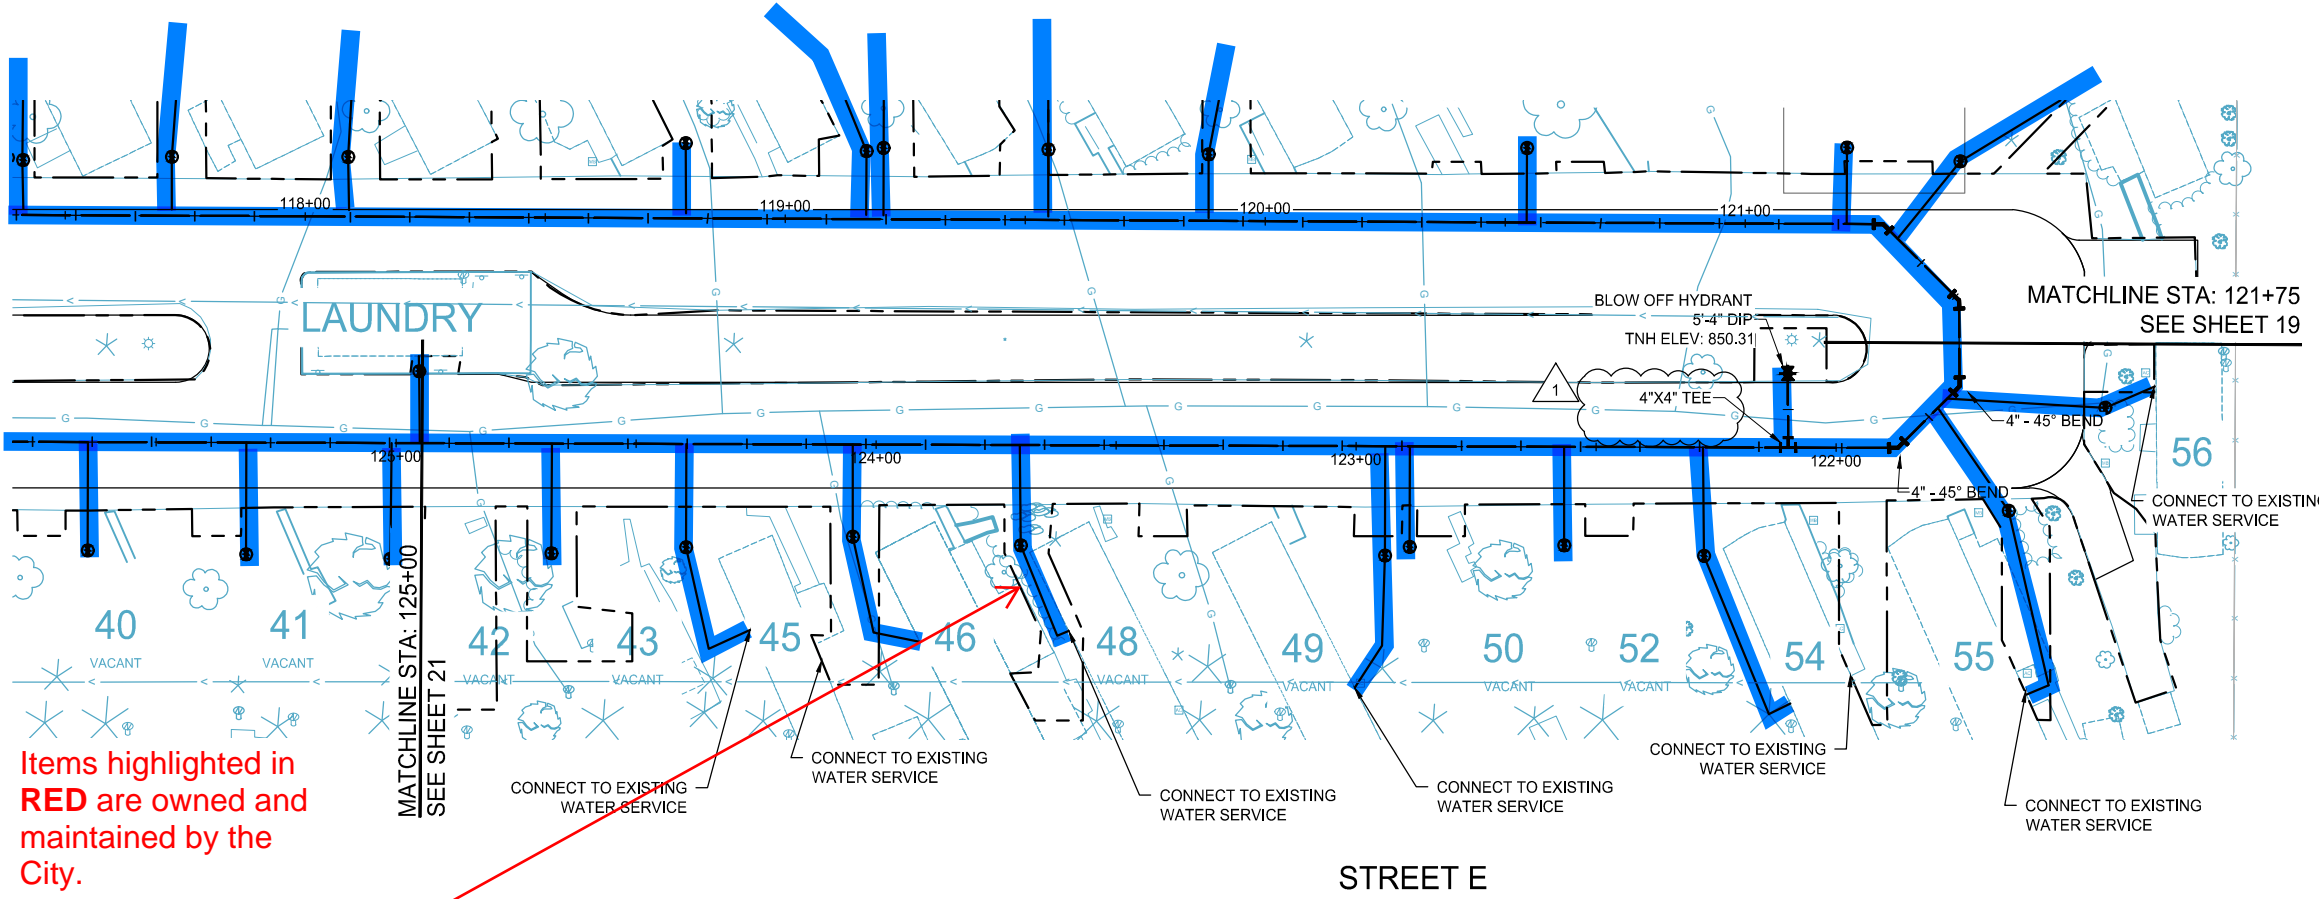 118+00
119+00
120+00
121+00
LAUNDRY
BLOW OFF HYDRANT
5'-4" DIP
TNH ELEV: 850.31
MATCHLINE STA: 121+75
SEE SHEET 19
1
4"X4" TEE
4" - 45° BEND
125+00
124+00
123+00
122+00
4" - 45° BEND
56
CONNECT TO EXISTING
WATER SERVICE
MATCHLINE STA: 125+00
SEE SHEET 21
40
VACANT
41
VACANT
42
VACANT
43
VACANT
45
46
48
VACANT
49
VACANT
50
VACANT
52
VACANT
54
55
CONNECT TO EXISTING
WATER SERVICE
CONNECT TO EXISTING
WATER SERVICE
CONNECT TO EXISTING
WATER SERVICE
CONNECT TO EXISTING
WATER SERVICE
CONNECT TO EXISTING
WATER SERVICE
CONNECT TO EXISTING
WATER SERVICE
Items highlighted in
RED are owned and
maintained by the
City.
STREET E